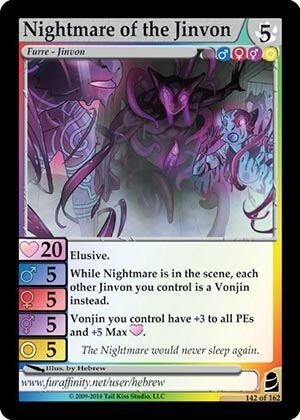 Nightmare of the Jinvon
5
Furre - Jinvon
20
Elusive.
5
While Nightmare is in the scene, each
other Jinvon you control is a Vonjin
5
instead.
5
Vonjin you control have +3 to all PEs
and +5 Max
5
The Nightmare would never sleep again.
Illus. by Hebrew
www.furaffinity.net/user/hebrew
© 2009-2014 Tail Kiss Studio, LLC
142 of 162